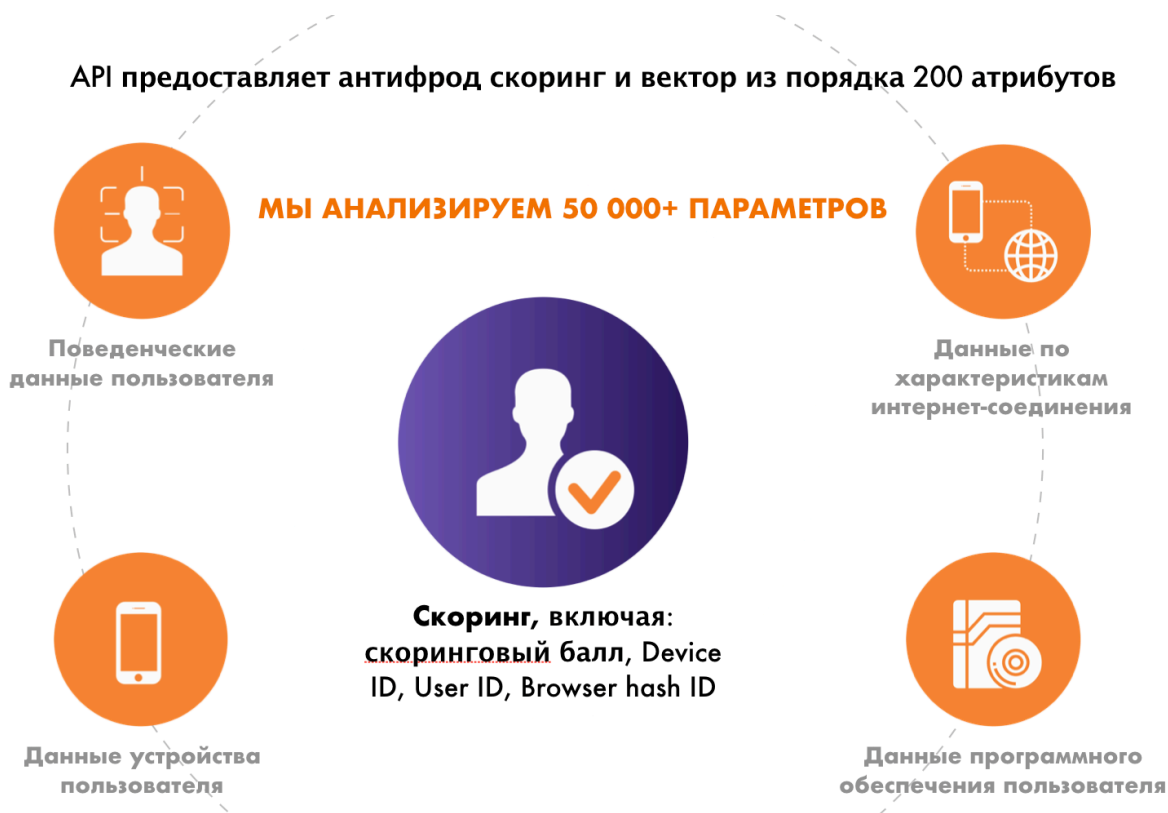 API предоставляет антифрод скоринг и вектор из порядка 200 атрибутов
МЫ АНАЛИЗИРУЕМ 50 000+ ПАРАМЕТРОВ
Поведенческие
данные пользователя
Данные по
характеристикам
интернет-соединения
Скоринг, включая:
скоринговый балл, Device
ID, User ID, Browser hash ID
Данные устройства
пользователя
Данные программного
обеспечения пользователя